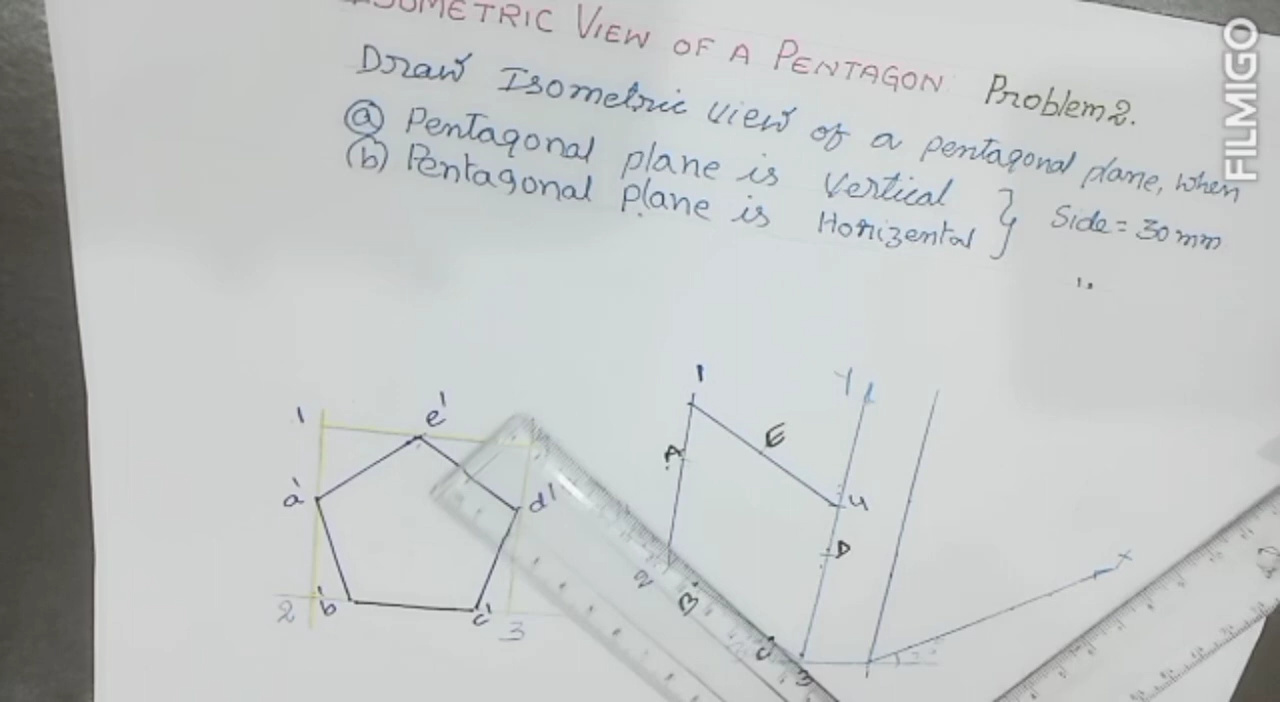 ISOMETRIC VIEW OF A PENTAGON Problem 2.
Draw Isometric view of a pentagonal plane, when
(a) Pentagonal plane is Vertical
(b) Pentagonal plane is Horizental
Side = 30 mm
FILMIGO
1
e'
a'
d'
2
b'
c'
3
1
Y
E
A
4
D
2
B
C
3
X